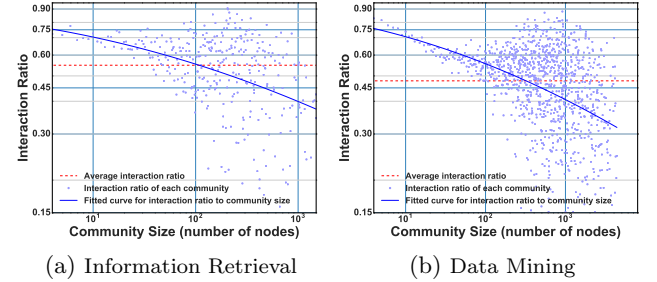 0.90
0.75
0.60
0.45
0.30
0.15
Interaction Ratio
Average interaction ratio
Interaction ratio of each community
Fitted curve for interaction ratio to community size
10¹
10²
10³
Community Size (number of nodes)
(a) Information Retrieval
0.90
0.75
0.60
0.45
0.30
0.15
Interaction Ratio
Average interaction ratio
Interaction ratio of each community
Fitted curve for interaction ratio to community size
10¹
10²
10³
Community Size (number of nodes)
(b) Data Mining